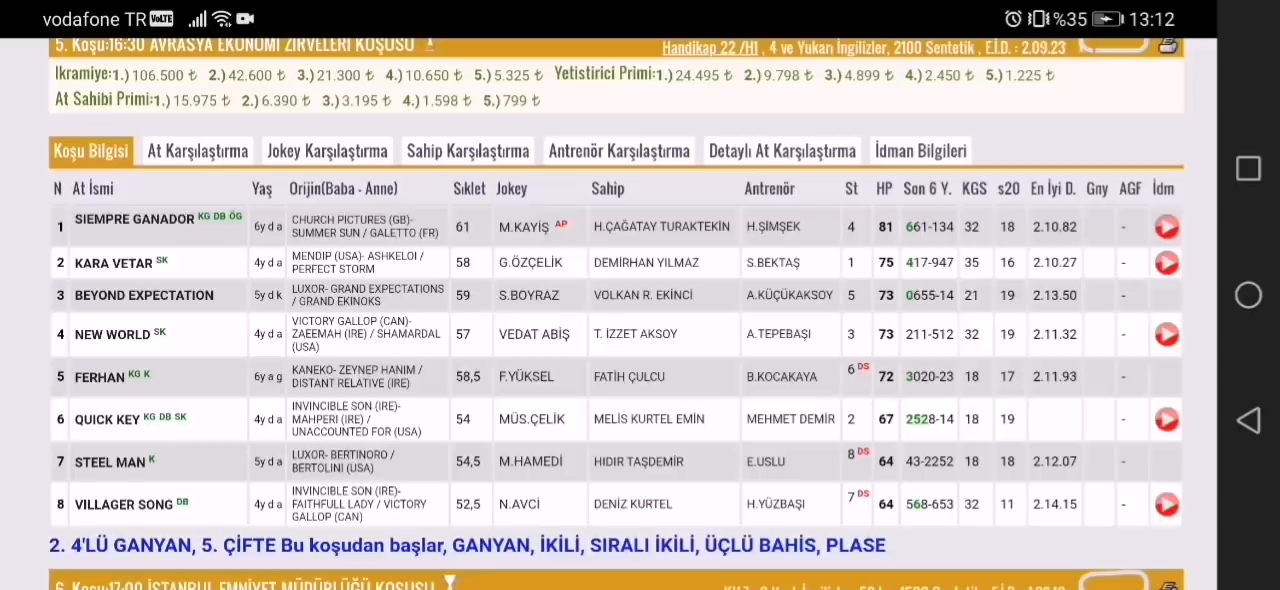 vodafone TR VoLTE %35 13:12
5. Koşu:16:30 AVRASYA EKONOMİ ZİRVELERİ KOŞUSU Handikap 22 /H1 , 4 ve Yukarı İngilizler, 2100 Sentetik , E.İ.D. : 2.09.23
Ikramiye:1.) 106.500 ₺ 2.) 42.600 ₺ 3.) 21.300 ₺ 4.) 10.650 ₺ 5.) 5.325 ₺ Yetistirici Primi:1.) 24.495 ₺ 2.) 9.798 ₺ 3.) 4.899 ₺ 4.) 2.450 ₺ 5.) 1.225 ₺
At Sahibi Primi:1.) 15.975 ₺ 2.) 6.390 ₺ 3.) 3.195 ₺ 4.) 1.598 ₺ 5.) 799 ₺
Koşu Bilgisi At Karşılaştırma Jokey Karşılaştırma Sahip Karşılaştırma Antrenör Karşılaştırma Detaylı At Karşılaştırma İdman Bilgileri
N At İsmi Yaş Orijin(Baba - Anne) Sıklet Jokey Sahip Antrenör St HP Son 6 Y. KGS s20 En İyi D. Gny AGF İdm
1 SIEMPRE GANADOR KG DB ÖG 6y d a CHURCH PICTURES (GB)- SUMMER SUN / GALETTO (FR) 61 M.KAYİŞ AP H.ÇAĞATAY TURAKTEKİN H.ŞİMŞEK 4 81 661-134 32 18 2.10.82 -
2 KARA VETAR SK 4y d a MENDIP (USA)- ASHKELOI / PERFECT STORM 58 G.ÖZÇELİK DEMİRHAN YILMAZ S.BEKTAŞ 1 75 417-947 35 16 2.10.27 -
3 BEYOND EXPECTATION 5y d k LUXOR- GRAND EXPECTATIONS / GRAND EKINOKS 59 S.BOYRAZ VOLKAN R. EKİNCİ A.KÜÇÜKAKSOY 5 73 0655-14 21 19 2.13.50 -
4 NEW WORLD SK 4y d a VICTORY GALLOP (CAN)- ZAEEMAH (IRE) / SHAMARDAL (USA) 57 VEDAT ABİŞ T. İZZET AKSOY A.TEPEBAŞI 3 73 211-512 32 19 2.11.32 -
5 FERHAN KG K 6y a g KANEKO- ZEYNEP HANIM / DISTANT RELATIVE (IRE) 58,5 F.YÜKSEL FATİH ÇULCU B.KOCAKAYA 6 DS 72 3020-23 18 17 2.11.93 -
6 QUICK KEY KG DB SK 4y d a INVINCIBLE SON (IRE)- MAHPERI (IRE) / UNACCOUNTED FOR (USA) 54 MÜS.ÇELİK MELİS KURTEL EMİN MEHMET DEMİR 2 67 2528-14 18 19 -
7 STEEL MAN K 5y d a LUXOR- BERTINORO / BERTOLINI (USA) 54,5 M.HAMEDİ HIDIR TAŞDEMİR E.USLU 8 DS 64 43-2252 18 18 2.12.07 -
8 VILLAGER SONG DB 4y d a INVINCIBLE SON (IRE)- FAITHFULL LADY / VICTORY GALLOP (CAN) 52,5 N.AVCİ DENİZ KURTEL H.YÜZBAŞI 7 DS 64 568-653 32 11 2.14.15 -
2. 4'LÜ GANYAN, 5. ÇİFTE Bu koşudan başlar, GANYAN, İKİLİ, SIRALI İKİLİ, ÜÇLÜ BAHİS, PLASE
6. Koşu:17:00 İSTANBUL EMNİYET MÜDÜRLÜĞÜ KOŞUSU